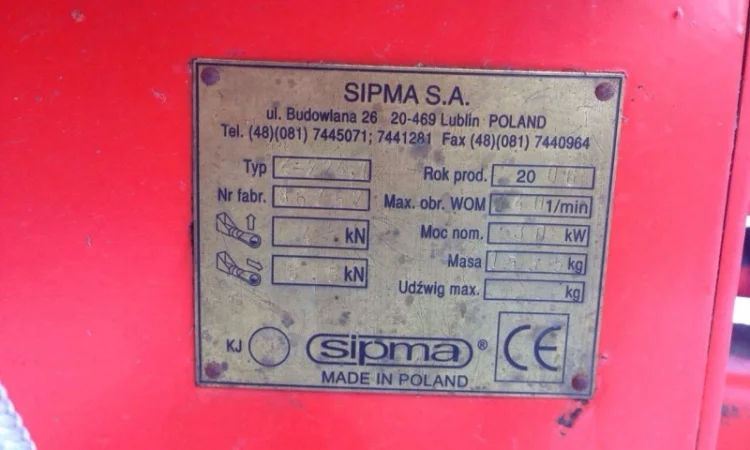 SIPMA S.A.
ul. Budowlana 26 20-469 Lublin POLAND
Tel. (48)(081) 7445071; 7441281 Fax (48)(081) 7440964
Typ
Rok prod. 20
Nr fabr.
Max. obr. WOM 1/min
kN
Moc nom. kW
Masa kg
kN
Udźwig max. kg
KJ sipma® CE
MADE IN POLAND